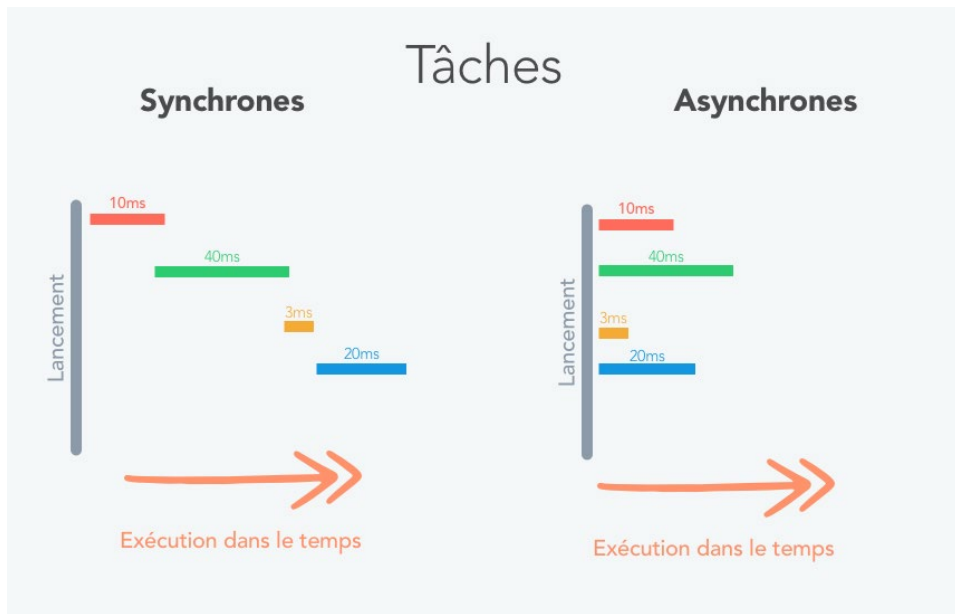 Tâches
Synchrones
10ms
40ms
3ms
20ms
Lancement
Exécution dans le temps
Asynchrones
10ms
40ms
3ms
20ms
Lancement
Exécution dans le temps